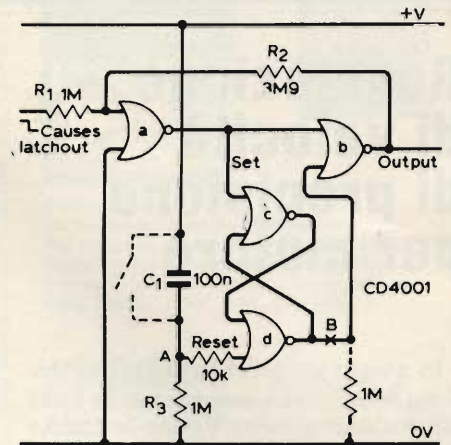 +V
R2
3M9
R1 1M
Causes
latchout
a
b
Output
Set
c
C1 100n
CD4001
Reset
d
B
A
10k
1M
R3 1M
0V